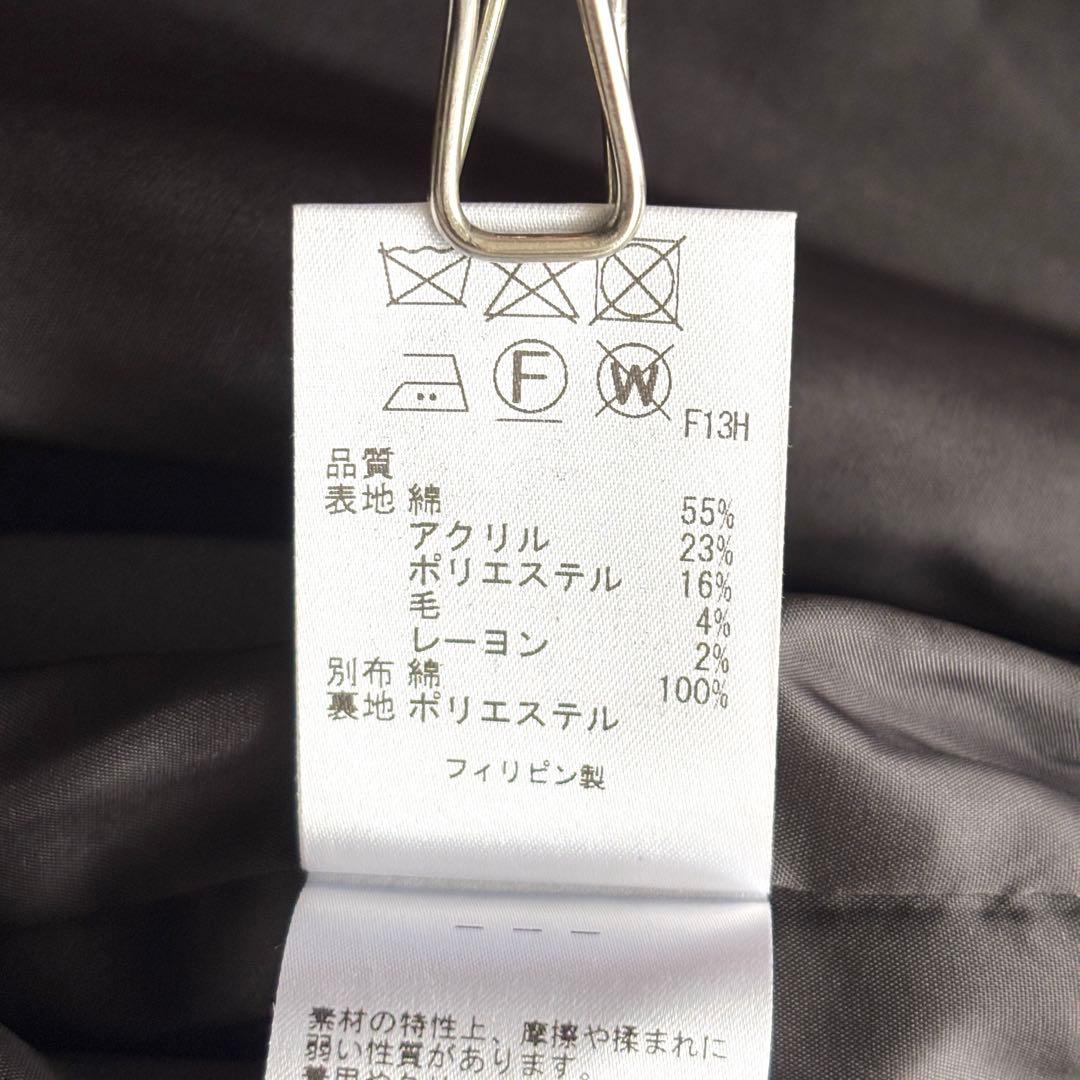 F
W
F13H
品質
表地 綿 55%
アクリル 23%
ポリエステル 16%
毛 4%
レーヨン 2%
別布 綿 100%
裏地 ポリエステル
フィリピン製
素材の特性上、摩擦や揉まれに
弱い性質があります。